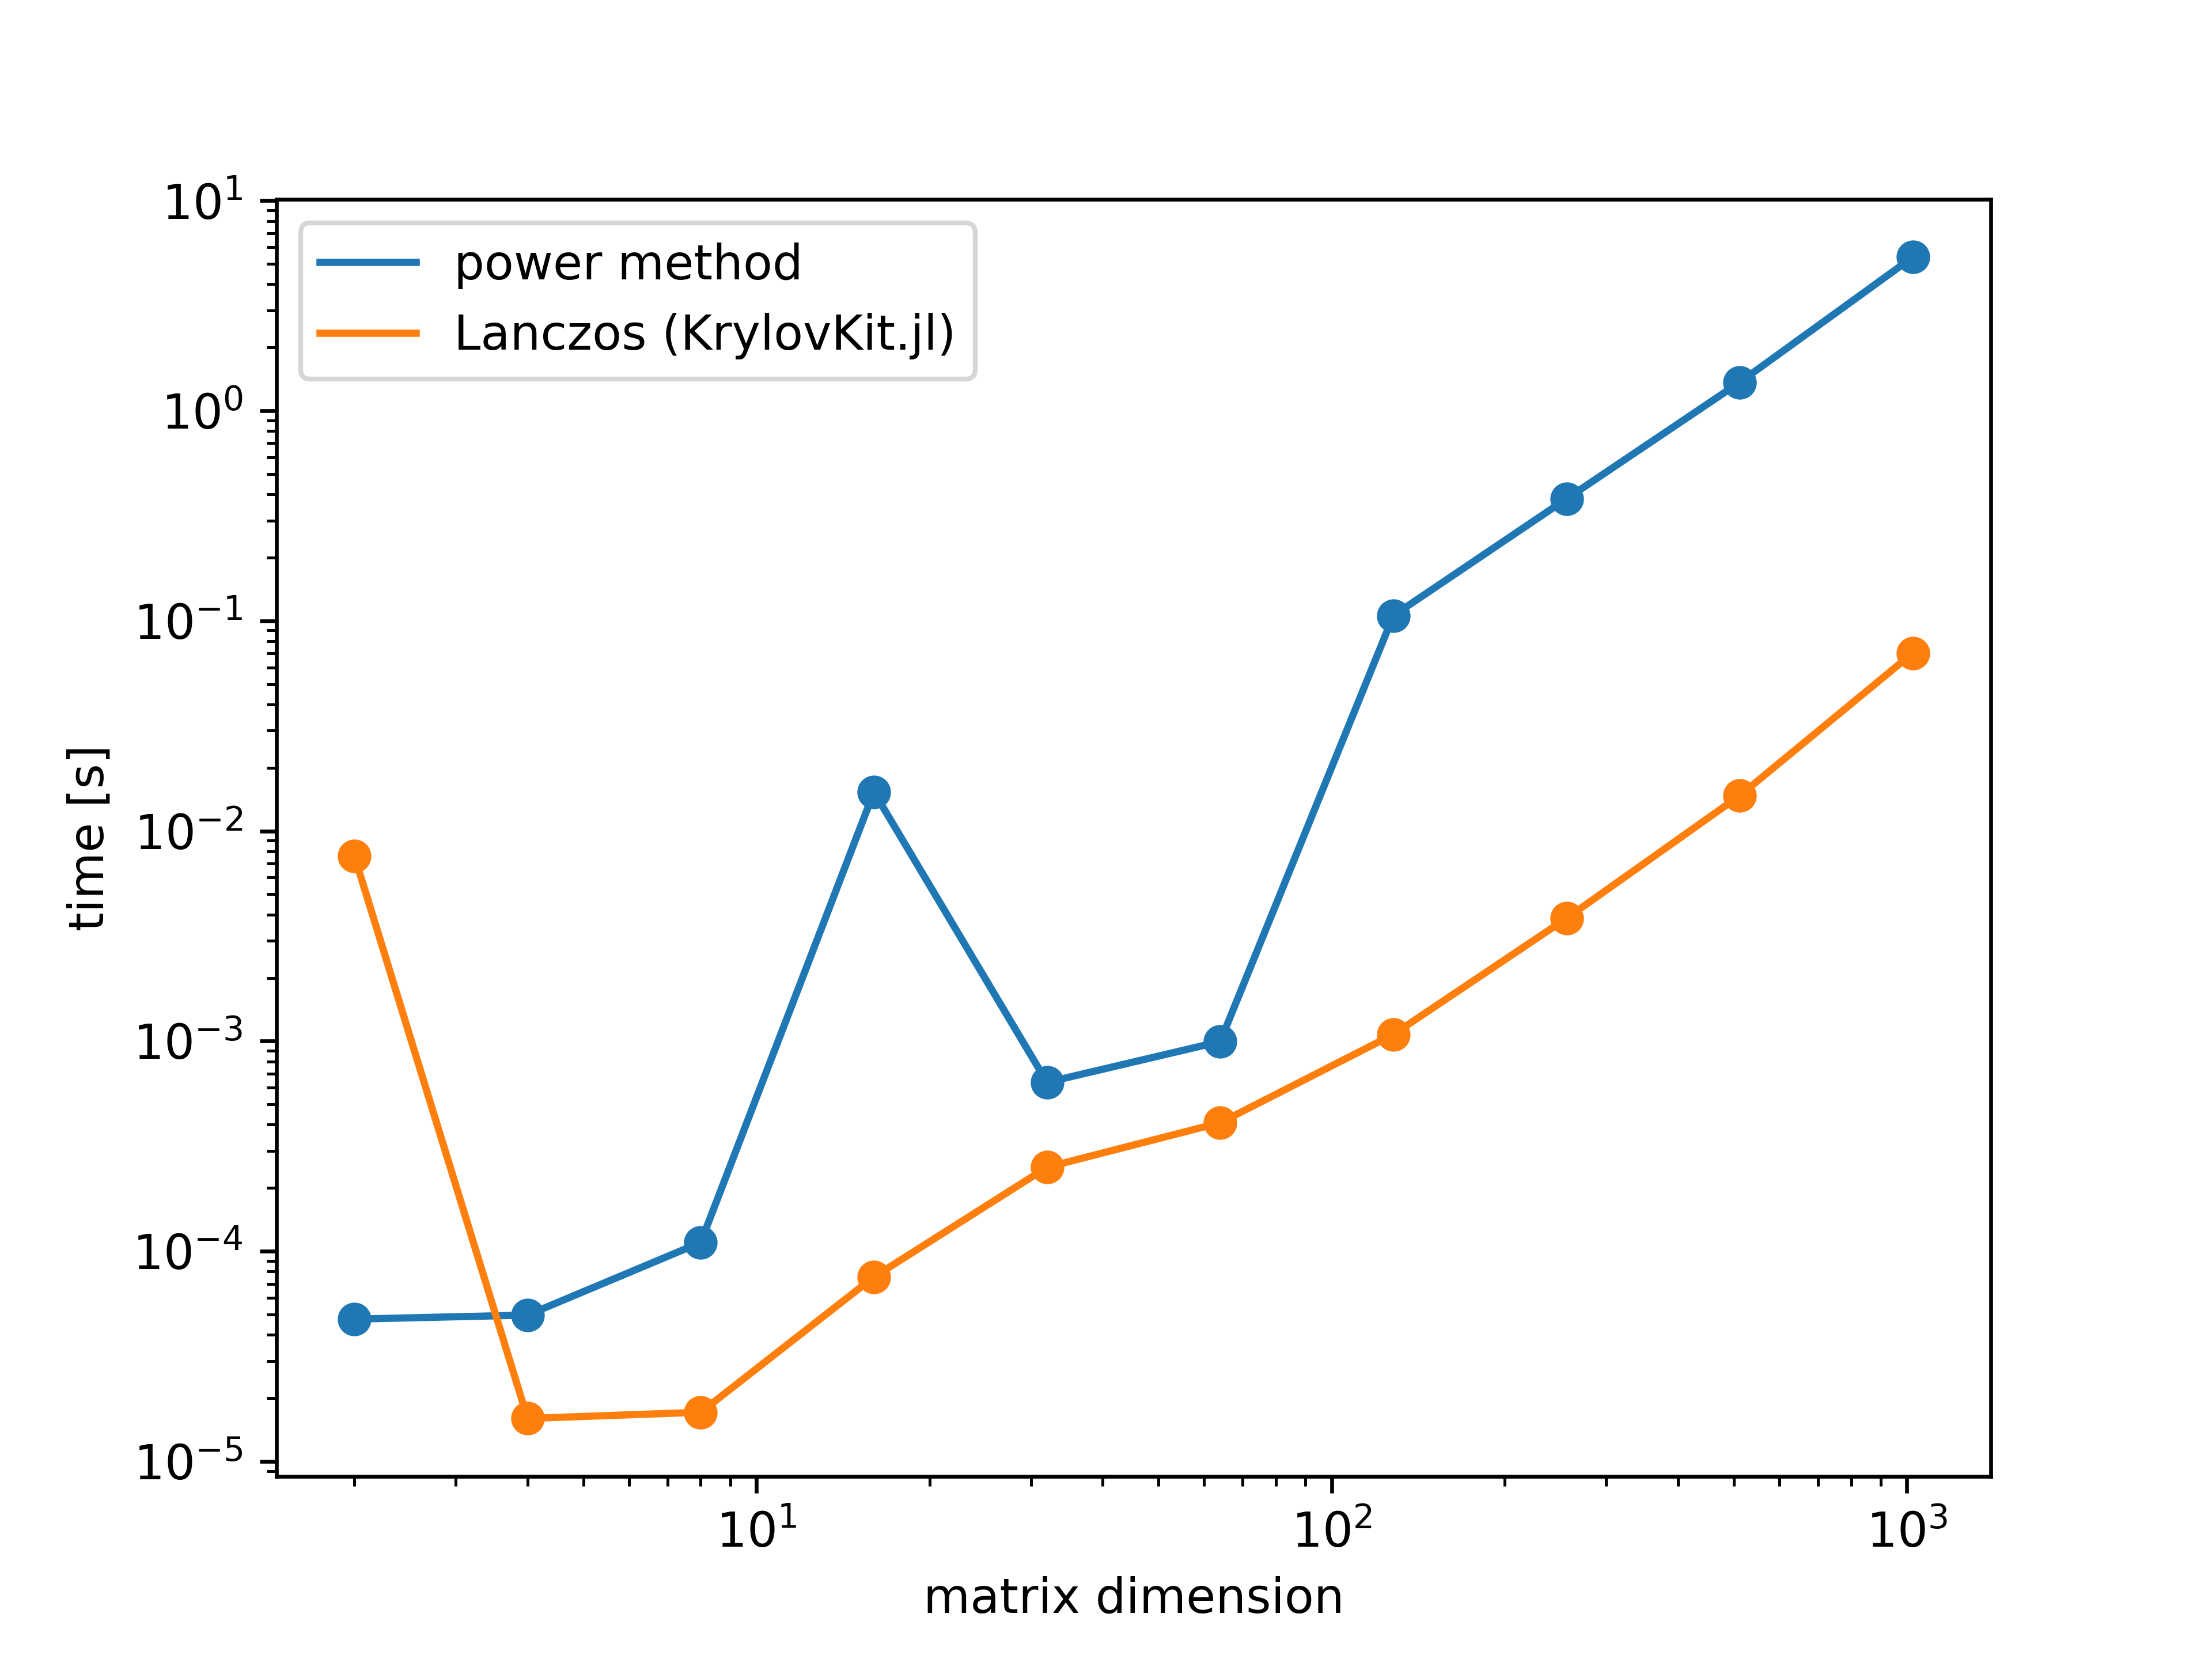 power method
Lanczos (KrylovKit.jl)
10¹
10⁰
10⁻¹
10⁻²
10⁻³
10⁻⁴
10⁻⁵
time [s]
10¹ 10² 10³
matrix dimension